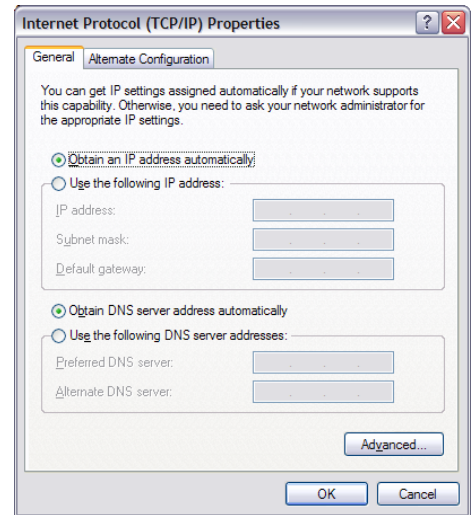 Internet Protocol (TCP/IP) Properties
General Alternate Configuration
You can get IP settings assigned automatically if your network supports
this capability. Otherwise, you need to ask your network administrator for
the appropriate IP settings.
Obtain an IP address automatically
Use the following IP address:
IP address:
Subnet mask:
Default gateway:
Obtain DNS server address automatically
Use the following DNS server addresses:
Preferred DNS server:
Alternate DNS server:
Advanced...
OK Cancel